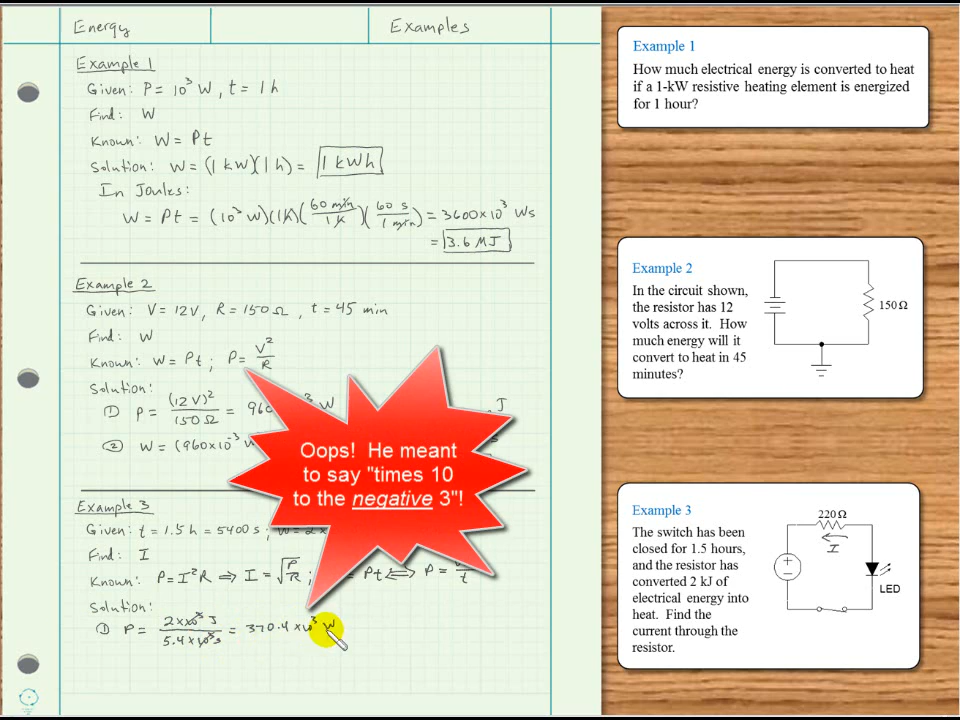 Energy
Examples
Example 1
Given: P = 10³ W, t = 1 h
Find: W
Known: W = Pt
Solution: W = (1 kW)(1 h) = 1 kWh
In Joules:
W = Pt = (10³ W)(1h)(60 min / 1 h)(60 s / 1 min) = 3600×10³ Ws
= 3.6 MJ
Example 2
Given: V = 12V, R = 150 Ω, t = 45 min
Find: W
Known: W = Pt ; P = V² / R
Solution:
① P = (12 V)² / 150 Ω = 960 ³ W J
② W = (960×10⁻³ W
Example 3
Given: t = 1.5 h = 5400 s ; W = 2×
Find: I
Known: P = I²R ⇒ I = √P/R ; Pt ⇔ P = / t
Solution:
① P = 2×10³ J / 5.4×10³ s = 370.4 ×10³ W
Oops! He meant
to say "times 10
to the negative 3"!
Example 1
How much electrical energy is converted to heat
if a 1-kW resistive heating element is energized
for 1 hour?
Example 2
In the circuit shown,
the resistor has 12
volts across it. How
much energy will it
convert to heat in 45
minutes?
150 Ω
Example 3
The switch has been
closed for 1.5 hours,
and the resistor has
converted 2 kJ of
electrical energy into
heat. Find the
current through the
resistor.
220 Ω
I
LED